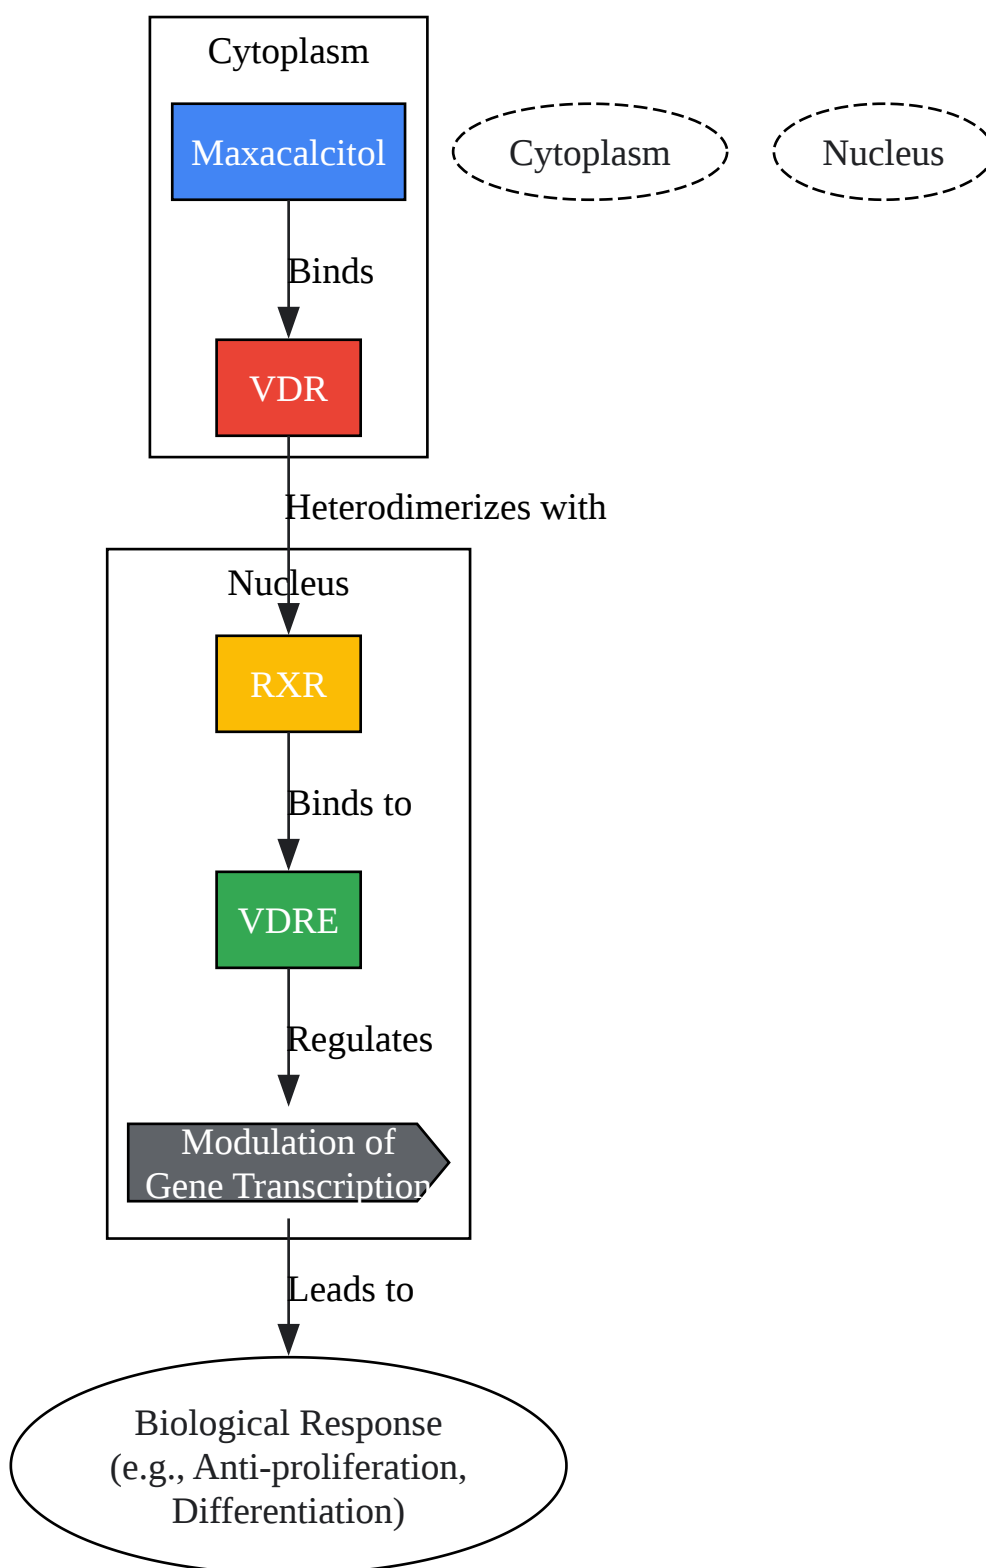 Cytoplasm
Maxacalcitol
Cytoplasm
Nucleus
Binds
VDR
Heterodimerizes with
Nucleus
RXR
Binds to
VDRE
Regulates
Modulation of
Gene Transcription
Leads to
Biological Response
(e.g., Anti-proliferation,
Differentiation)